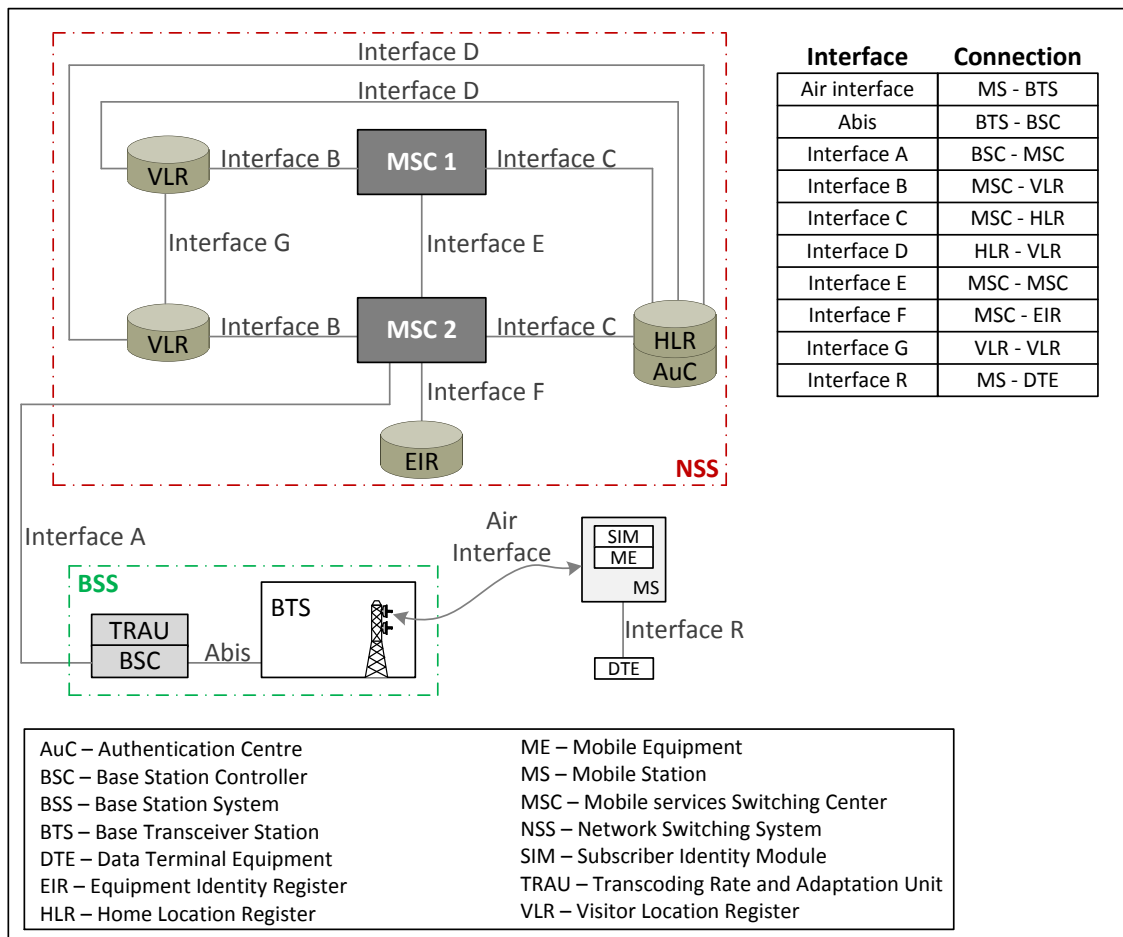 Interface D
Interface D
VLR
Interface B
MSC 1
Interface C
Interface G
Interface E
VLR
Interface B
MSC 2
Interface C
HLR
AuC
Interface F
EIR
NSS
Interface A
BSS
TRAU
BSC
Abis
BTS
Air
Interface
SIM
ME
MS
Interface R
DTE
Interface Connection
Air interface MS - BTS
Abis BTS - BSC
Interface A BSC - MSC
Interface B MSC - VLR
Interface C MSC - HLR
Interface D HLR - VLR
Interface E MSC - MSC
Interface F MSC - EIR
Interface G VLR - VLR
Interface R MS - DTE
AuC – Authentication Centre
BSC – Base Station Controller
BSS – Base Station System
BTS – Base Transceiver Station
DTE – Data Terminal Equipment
EIR – Equipment Identity Register
HLR – Home Location Register
ME – Mobile Equipment
MS – Mobile Station
MSC – Mobile services Switching Center
NSS – Network Switching System
SIM – Subscriber Identity Module
TRAU – Transcoding Rate and Adaptation Unit
VLR – Visitor Location Register